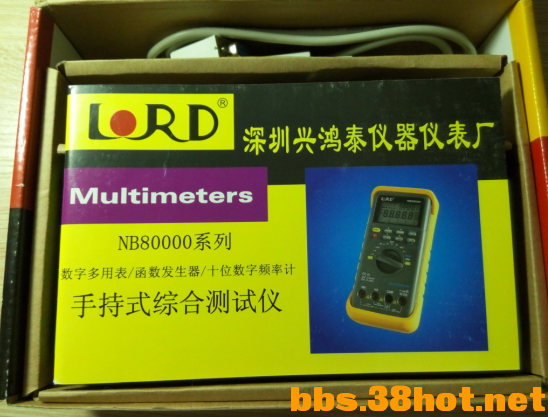 LORD®
深圳兴鸿泰仪器仪表厂
Multimeters
NB80000系列
数字多用表/函数发生器/十位数字频率计
手持式综合测试仪
LORD
bbs.38hot.net